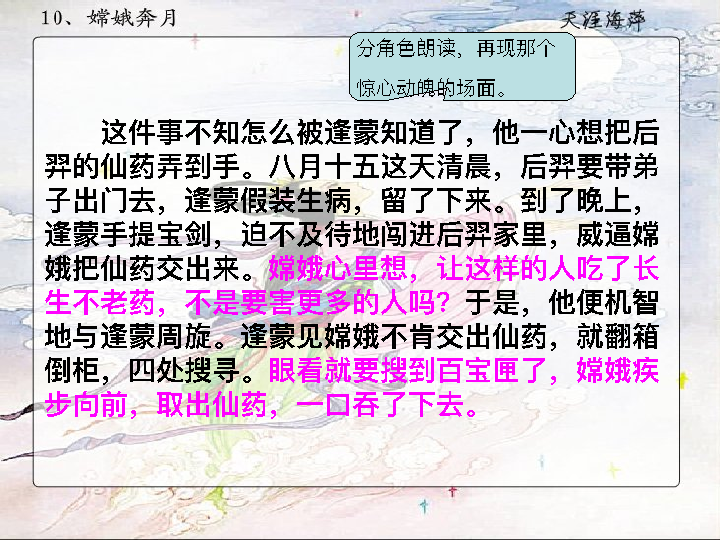 10、嫦娥奔月
天涯海萍
分角色朗读，再现那个
惊心动魄的场面。
这件事不知怎么被逢蒙知道了，他一心想把后
羿的仙药弄到手。八月十五这天清晨，后羿要带弟
子出门去，逢蒙假装生病，留了下来。到了晚上，
逢蒙手提宝剑，迫不及待地闯进后羿家里，威逼嫦
娥把仙药交出来。嫦娥心里想，让这样的人吃了长
生不老药，不是要害更多的人吗？于是，他便机智
地与逢蒙周旋。逢蒙见嫦娥不肯交出仙药，就翻箱
倒柜，四处搜寻。眼看就要搜到百宝匣了，嫦娥疾
步向前，取出仙药，一口吞了下去。